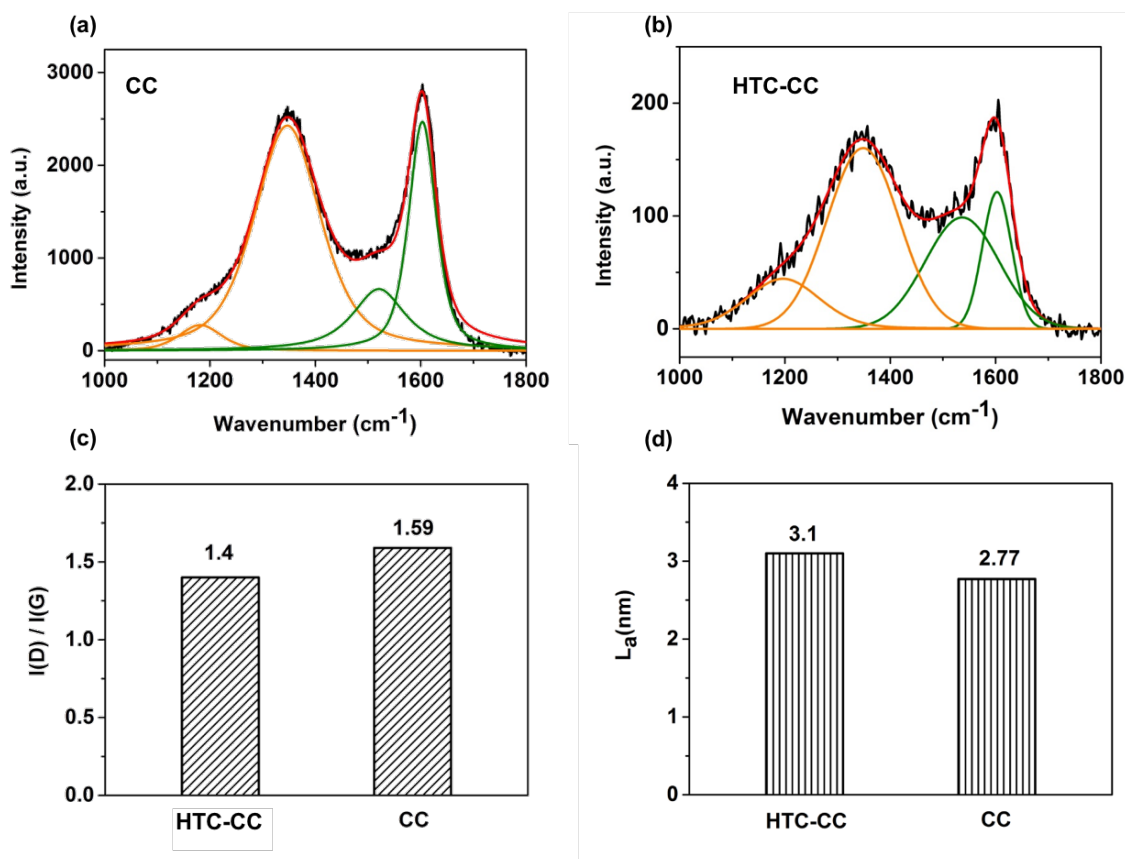 (a)
CC
Intensity (a.u.)
3000
2000
1000
0
1000 1200 1400 1600 1800
Wavenumber (cm-1)
(b)
HTC-CC
Intensity (a.u.)
200
100
0
1000 1200 1400 1600 1800
Wavenumber (cm-1)
(c)
I(D) / I(G)
2.0
1.5
1.0
0.5
0.0
1.4
1.59
HTC-CC CC
(d)
La(nm)
4
3
2
1
0
3.1
2.77
HTC-CC CC